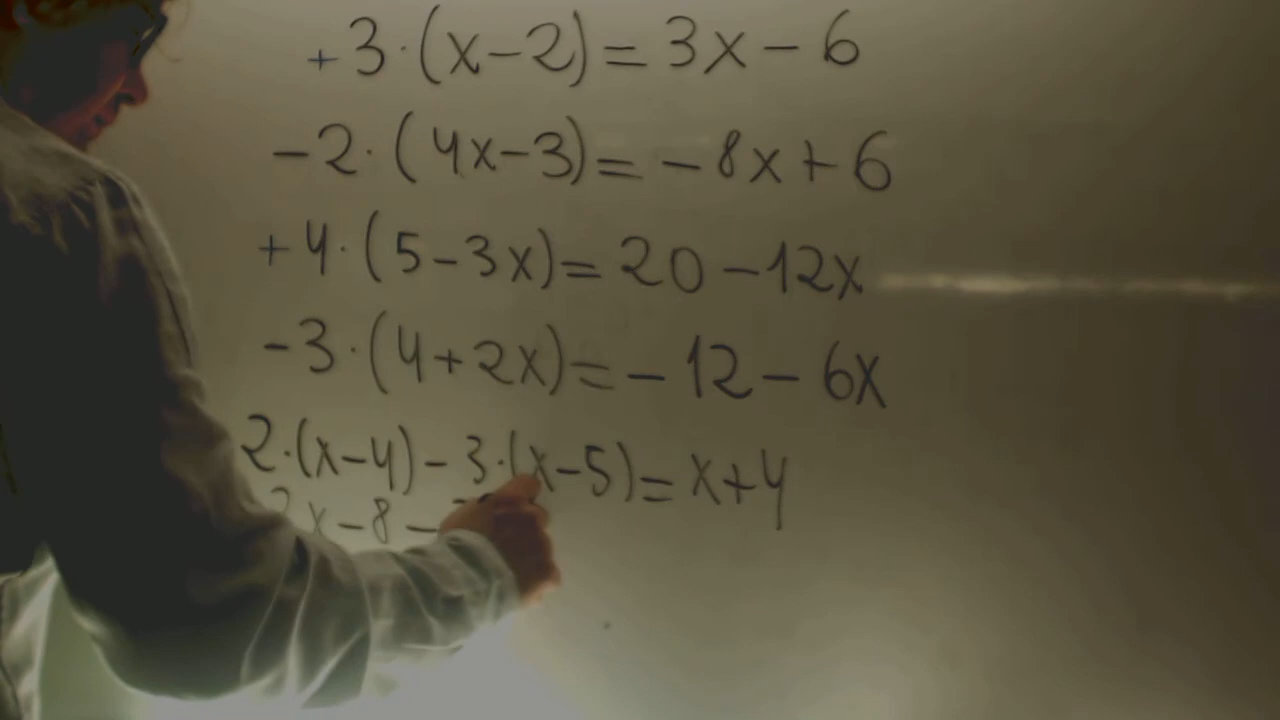 +3·(x-2)=3x-6
-2·(4x-3)=-8x+6
+4·(5-3x)=20-12x
-3·(4+2x)=-12-6x
2·(x-4)-3·(x-5)=x+4
2x-8-